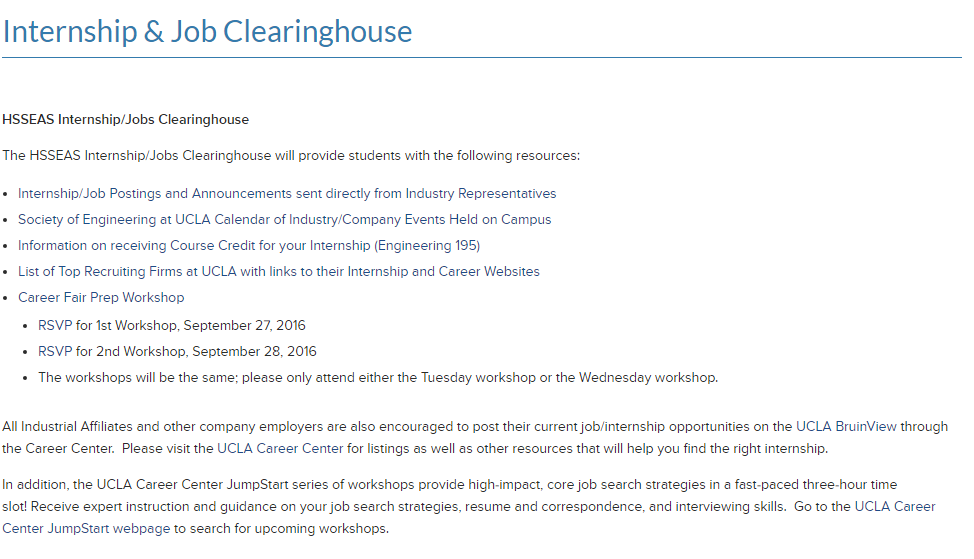 Internship & Job Clearinghouse
HSSEAS Internship/Jobs Clearinghouse
The HSSEAS Internship/Jobs Clearinghouse will provide students with the following resources:
• Internship/Job Postings and Announcements sent directly from Industry Representatives
• Society of Engineering at UCLA Calendar of Industry/Company Events Held on Campus
• Information on receiving Course Credit for your Internship (Engineering 195)
• List of Top Recruiting Firms at UCLA with links to their Internship and Career Websites
• Career Fair Prep Workshop
• RSVP for 1st Workshop, September 27, 2016
• RSVP for 2nd Workshop, September 28, 2016
• The workshops will be the same; please only attend either the Tuesday workshop or the Wednesday workshop.
All Industrial Affiliates and other company employers are also encouraged to post their current job/internship opportunities on the UCLA BruinView through
the Career Center. Please visit the UCLA Career Center for listings as well as other resources that will help you find the right internship.
In addition, the UCLA Career Center JumpStart series of workshops provide high-impact, core job search strategies in a fast-paced three-hour time
slot! Receive expert instruction and guidance on your job search strategies, resume and correspondence, and interviewing skills. Go to the UCLA Career
Center JumpStart webpage to search for upcoming workshops.